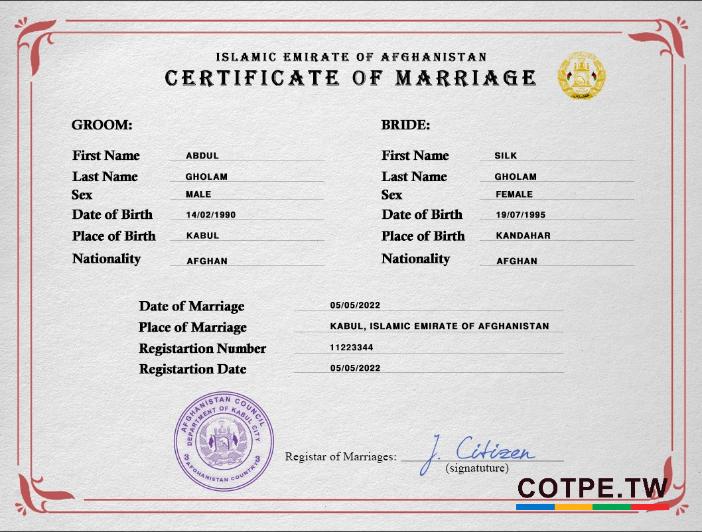 ISLAMIC EMIRATE OF AFGHANISTAN
CERTIFICATE OF MARRIAGE
GROOM:
First Name ABDUL
Last Name GHOLAM
Sex MALE
Date of Birth 14/02/1990
Place of Birth KABUL
Nationality AFGHAN
BRIDE:
First Name SILK
Last Name GHOLAM
Sex FEMALE
Date of Birth 19/07/1995
Place of Birth KANDAHAR
Nationality AFGHAN
Date of Marriage 05/05/2022
Place of Marriage KABUL, ISLAMIC EMIRATE OF AFGHANISTAN
Registartion Number 11223344
Registartion Date 05/05/2022
AFGHANISTAN COUNCIL
DEPARTMENT OF KABUL CITY
AFGHANISTAN COUNTRY
Registar of Marriages: J. Citizen
(signatuture)
COTPE.TW